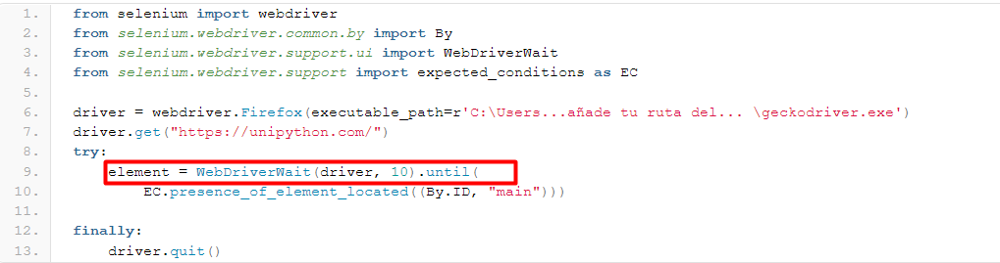 1. from selenium import webdriver
2. from selenium.webdriver.common.by import By
3. from selenium.webdriver.support.ui import WebDriverWait
4. from selenium.webdriver.support import expected_conditions as EC
5.
6. driver = webdriver.Firefox(executable_path=r'C:\Users...añade tu ruta del... \geckodriver.exe')
7. driver.get("https://unipython.com/")
8. try:
9. element = WebDriverWait(driver, 10).until(
10. EC.presence_of_element_located((By.ID, "main")))
11.
12. finally:
13. driver.quit()